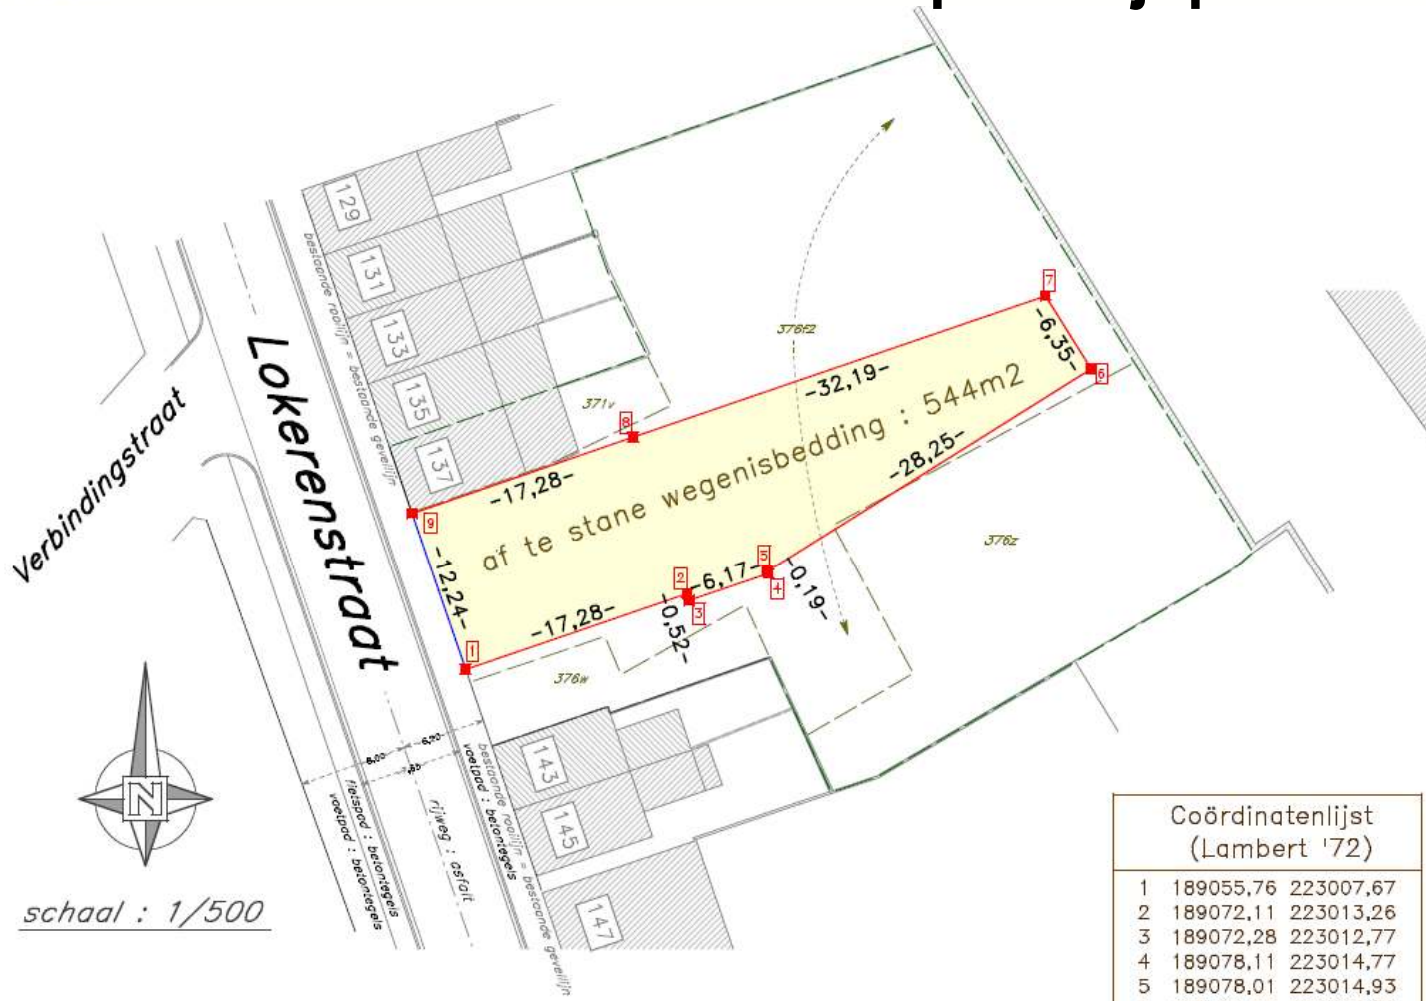 129
131
133
135
137
bestaande rooilijn = bestaande gevellijn
Lokerenstraat
Verbindingstraat
371v
376f2
7
-6,35-
6
8
-32,19-
af te stane wegenisbedding : 544m2
-17,28-
-28,25-
9
-12,24-
376z
5
2
-6,17-
4
-0,19-
3
-17,28-
-0,52-
1
376w
143
145
147
bestaande rooilijn = bestaande gevellijn
voetpad : betontegels
rijweg : asfalt
fietspad : betontegels
voetpad : betontegels
N
schaal : 1/500
Coördinatenlijst
(Lambert '72)
1 189055,76 223007,67
2 189072,11 223013,26
3 189072,28 223012,77
4 189078,11 223014,77
5 189078,01 223014,93